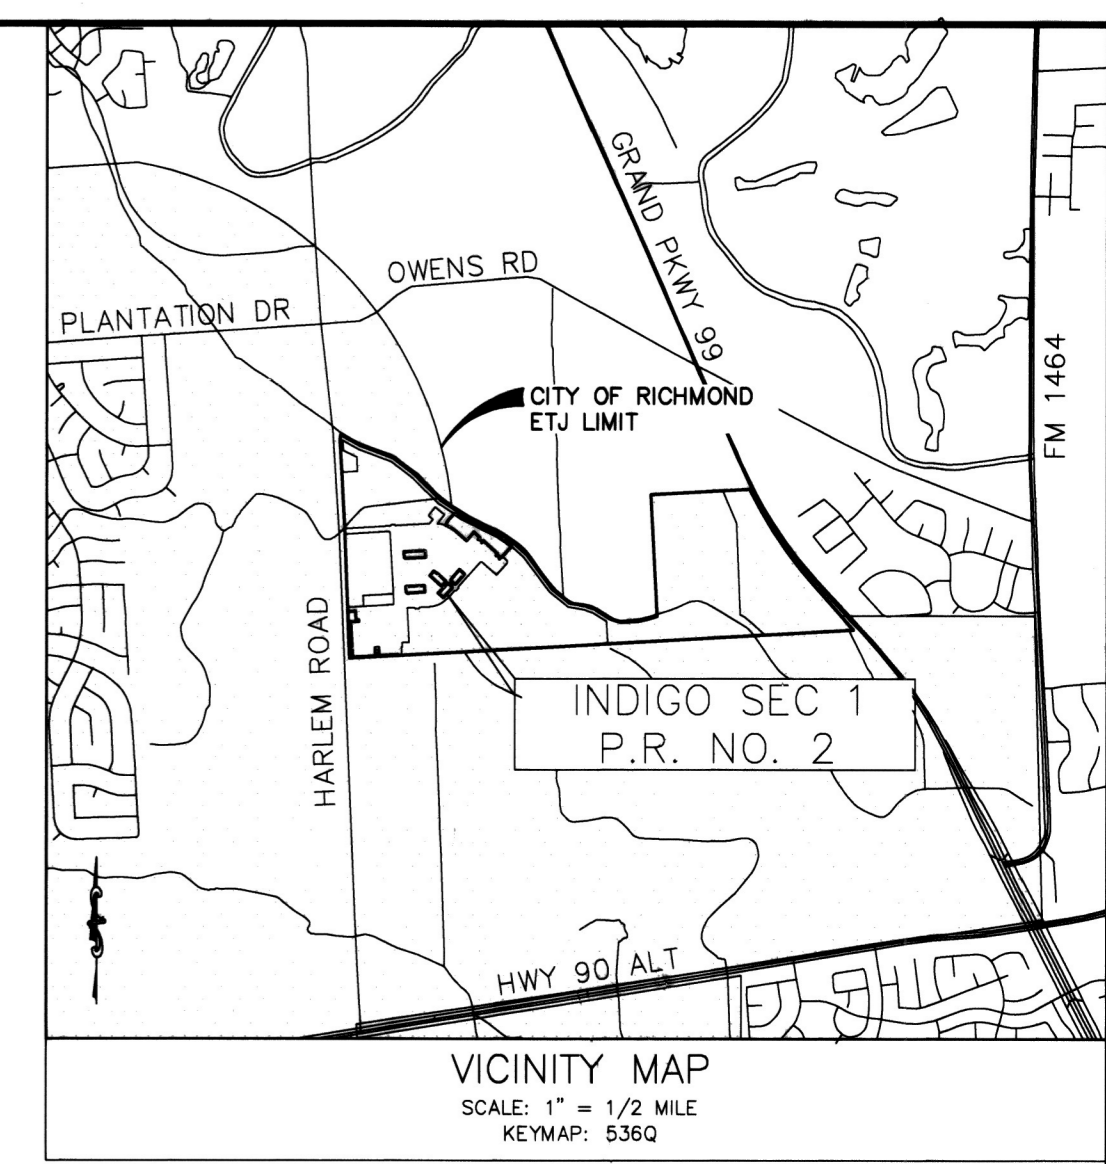 GRAND PKWY 99
OWENS RD
PLANTATION DR
FM 1464
CITY OF RICHMOND
ETJ LIMIT
HARLEM ROAD
INDIGO SEC 1
P.R. NO. 2
HWY 90 ALT
VICINITY MAP
SCALE: 1" = 1/2 MILE
KEYMAP: 536Q